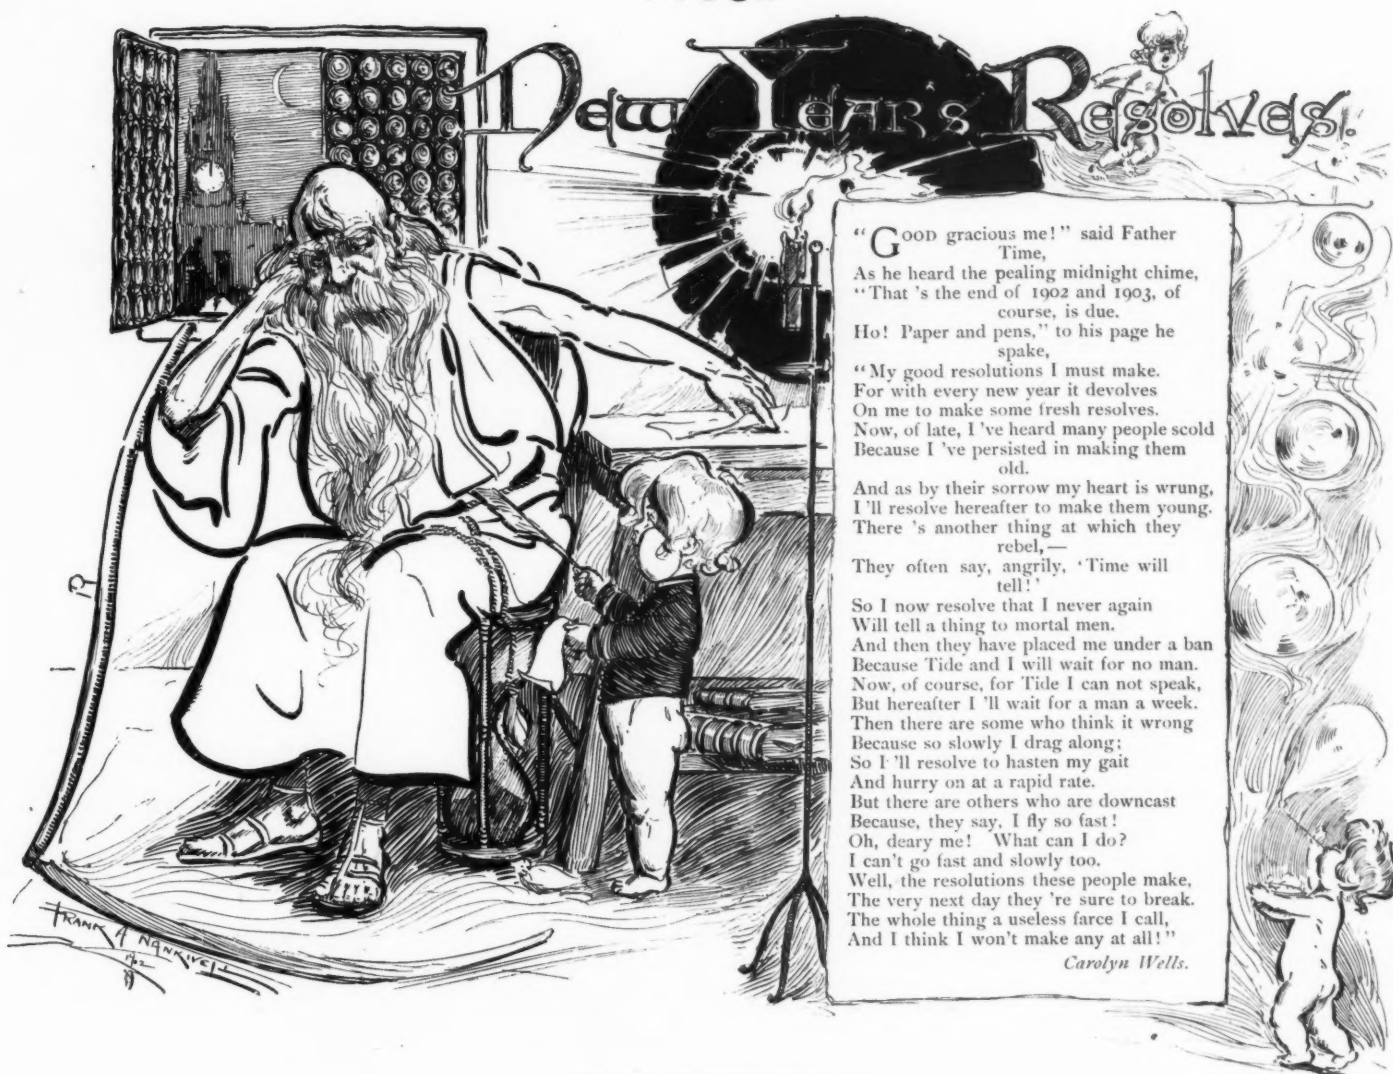 New Year's Resolves.
"GOOD gracious me!" said Father
Time,
As he heard the pealing midnight chime,
"That 's the end of 1902 and 1903, of
course, is due.
Ho! Paper and pens," to his page he
spake,
"My good resolutions I must make.
For with every new year it devolves
On me to make some fresh resolves.
Now, of late, I 've heard many people scold
Because I 've persisted in making them
old.
And as by their sorrow my heart is wrung,
I 'll resolve hereafter to make them young.
There 's another thing at which they
rebel,—
They often say, angrily, 'Time will
tell!'
So I now resolve that I never again
Will tell a thing to mortal men.
And then they have placed me under a ban
Because Tide and I will wait for no man.
Now, of course, for Tide I can not speak,
But hereafter I 'll wait for a man a week.
Then there are some who think it wrong
Because so slowly I drag along;
So I 'll resolve to hasten my gait
And hurry on at a rapid rate.
But there are others who are downcast
Because, they say, I fly so fast!
Oh, deary me! What can I do?
I can't go fast and slowly too.
Well, the resolutions these people make,
The very next day they 're sure to break.
The whole thing a useless farce I call,
And I think I won't make any at all!"
Carolyn Wells.
FRANK A NANKIVELL
1902